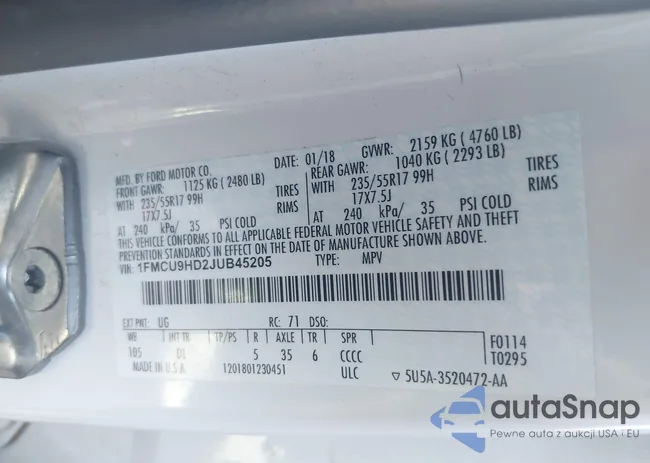 MFD. BY FORD MOTOR CO. DATE: 01/18 GVWR: 2159 KG ( 4760 LB)
FRONT GAWR: 1125 KG ( 2480 LB) REAR GAWR: 1040 KG ( 2293 LB)
WITH 235/55R17 99H TIRES WITH 235/55R17 99H TIRES
17X7.5J RIMS 17X7.5J RIMS
AT 240 kPa/ 35 PSI COLD AT 240 kPa/ 35 PSI COLD
THIS VEHICLE CONFORMS TO ALL APPLICABLE FEDERAL MOTOR VEHICLE SAFETY AND THEFT
PREVENTION STANDARDS IN EFFECT ON THE DATE OF MANUFACTURE SHOWN ABOVE.
VIN: 1FMCU9HD2JUB45205 TYPE: MPV
EXT PNT: UG RC: 71 DSO:
WB INT TR TP/PS R AXLE TR SPR F0114
105 DL 5 35 6 CCCC T0295
MADE IN U.S.A 1201801230451 ULC ▽ 5U5A-3520472-AA
autaSnap
Pewne auta z aukcji USA i EU